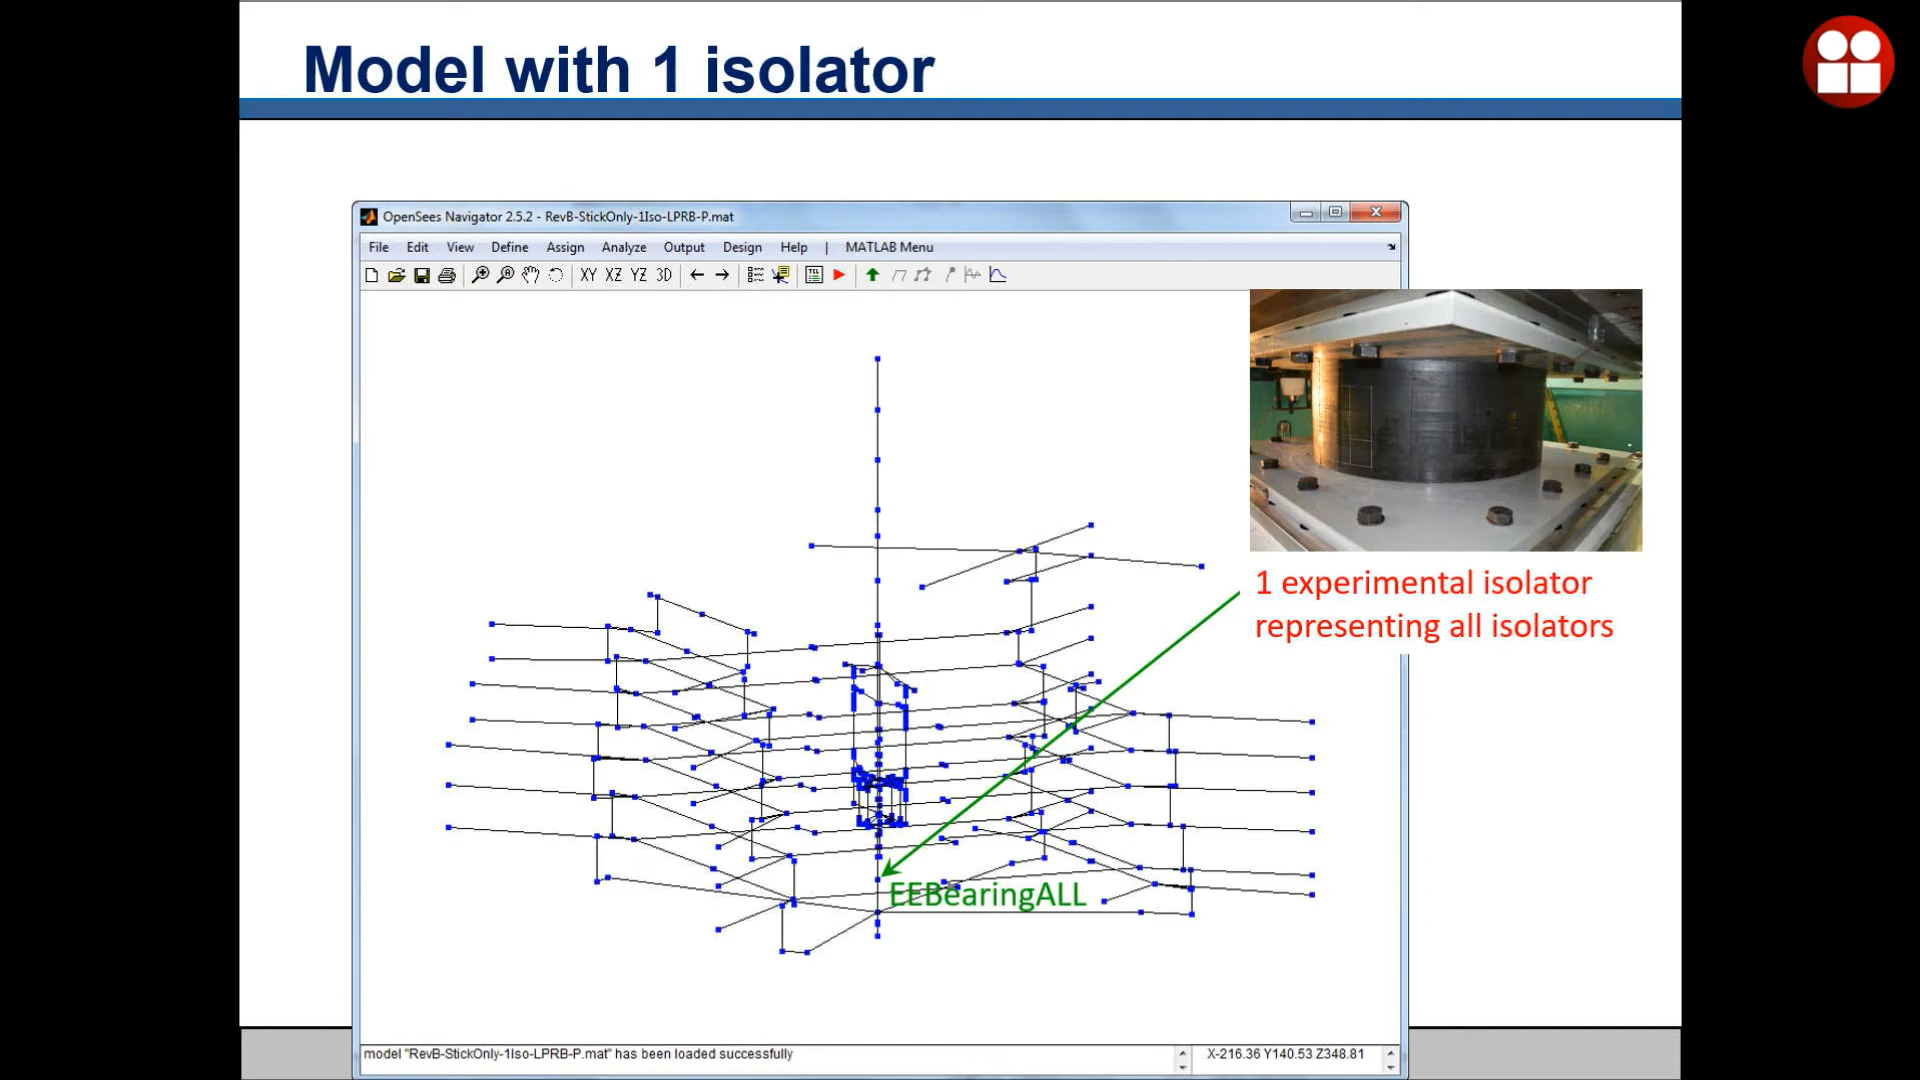 Model with 1 isolator
OpenSees Navigator 2.5.2 - RevB-StickOnly-1Iso-LPRB-P.mat
File Edit View Define Assign Analyze Output Design Help | MATLAB Menu
XY XZ YZ 3D
1 experimental isolator
representing all isolators
EEBearingALL
model "RevB-StickOnly-1Iso-LPRB-P.mat" has been loaded successfully
X-216.36 Y140.53 Z348.81